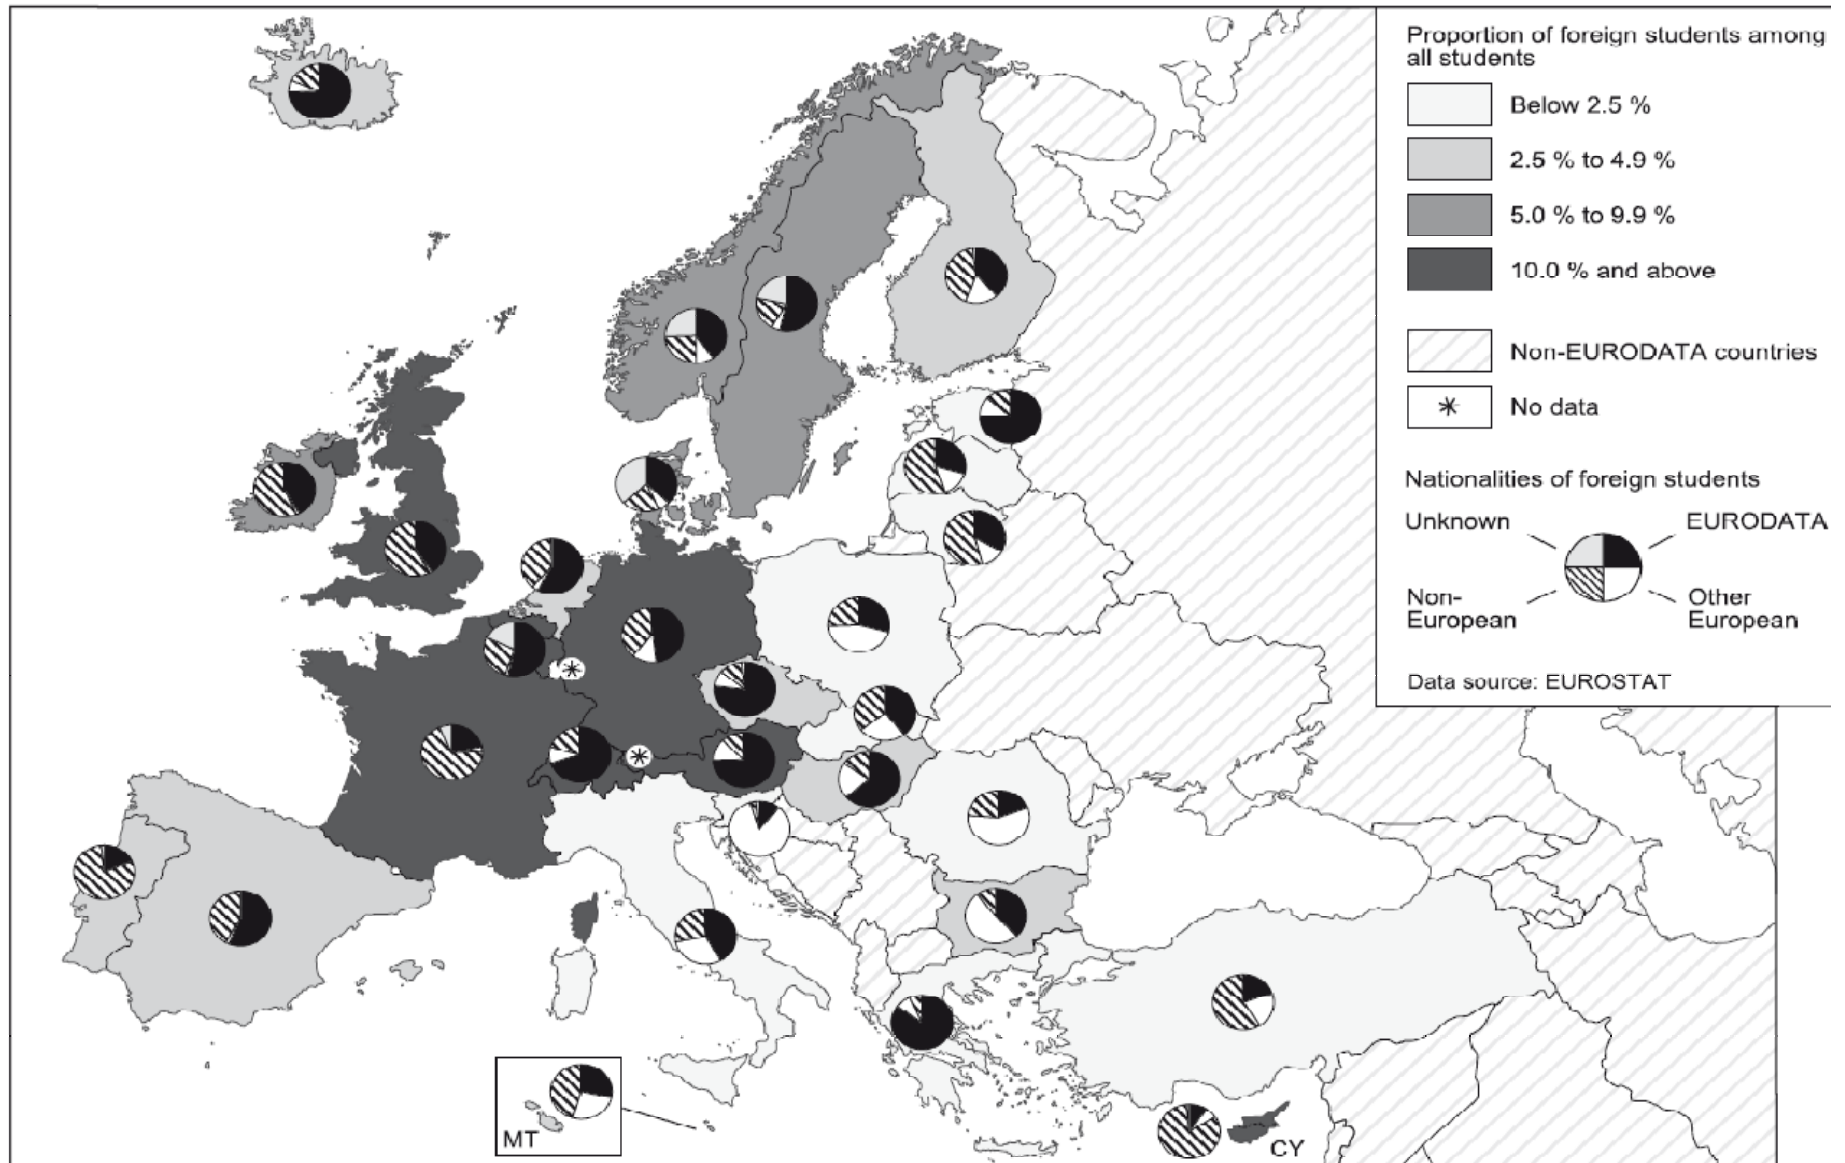 Proportion of foreign students among
all students
Below 2.5 %
2.5 % to 4.9 %
5.0 % to 9.9 %
10.0 % and above
Non-EURODATA countries
* No data
Nationalities of foreign students
Unknown
EURODATA
Non-
European
Other
European
Data source: EUROSTAT
*
*
MT
CY